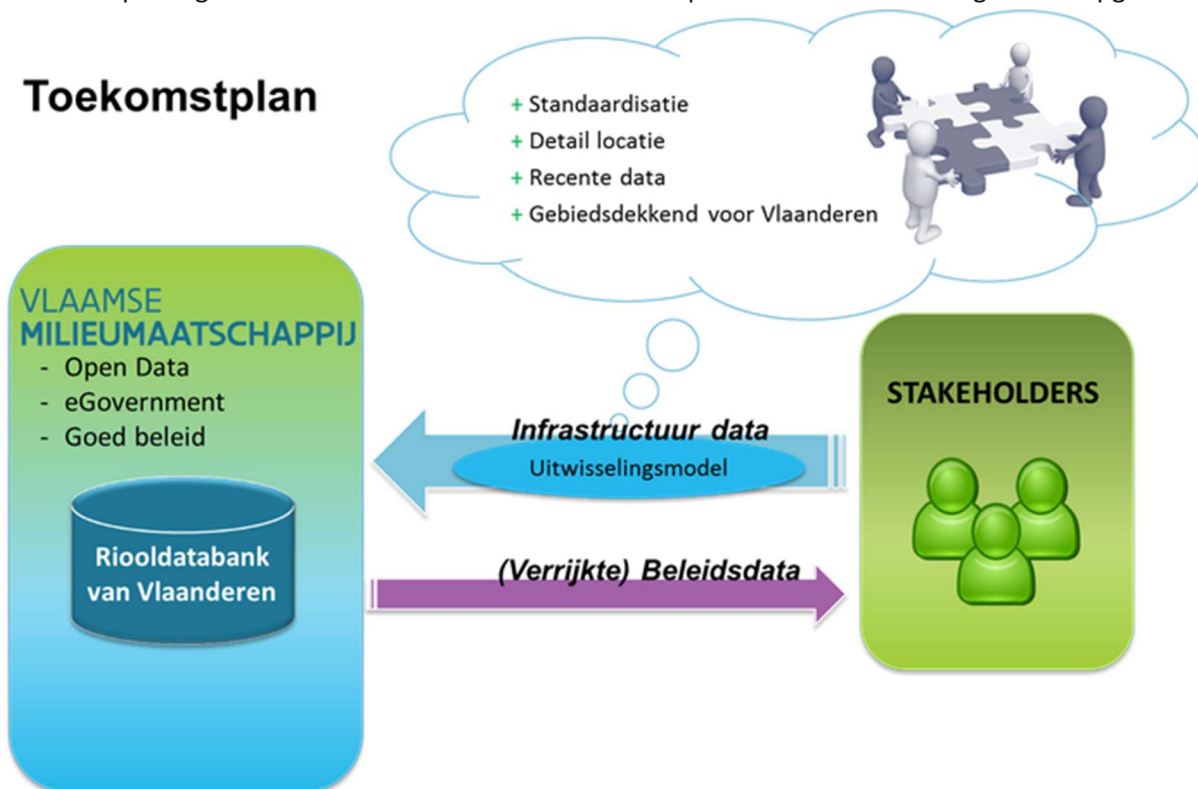 Toekomstplan
+ Standaardisatie
+ Detail locatie
+ Recente data
+ Gebiedsdekkend voor Vlaanderen
VLAAMSE
MILIEUMAATSCHAPPIJ
- Open Data
- eGovernment
- Goed beleid
Riooldatabank
van Vlaanderen
Infrastructuur data
Uitwisselingsmodel
(Verrijkte) Beleidsdata
STAKEHOLDERS